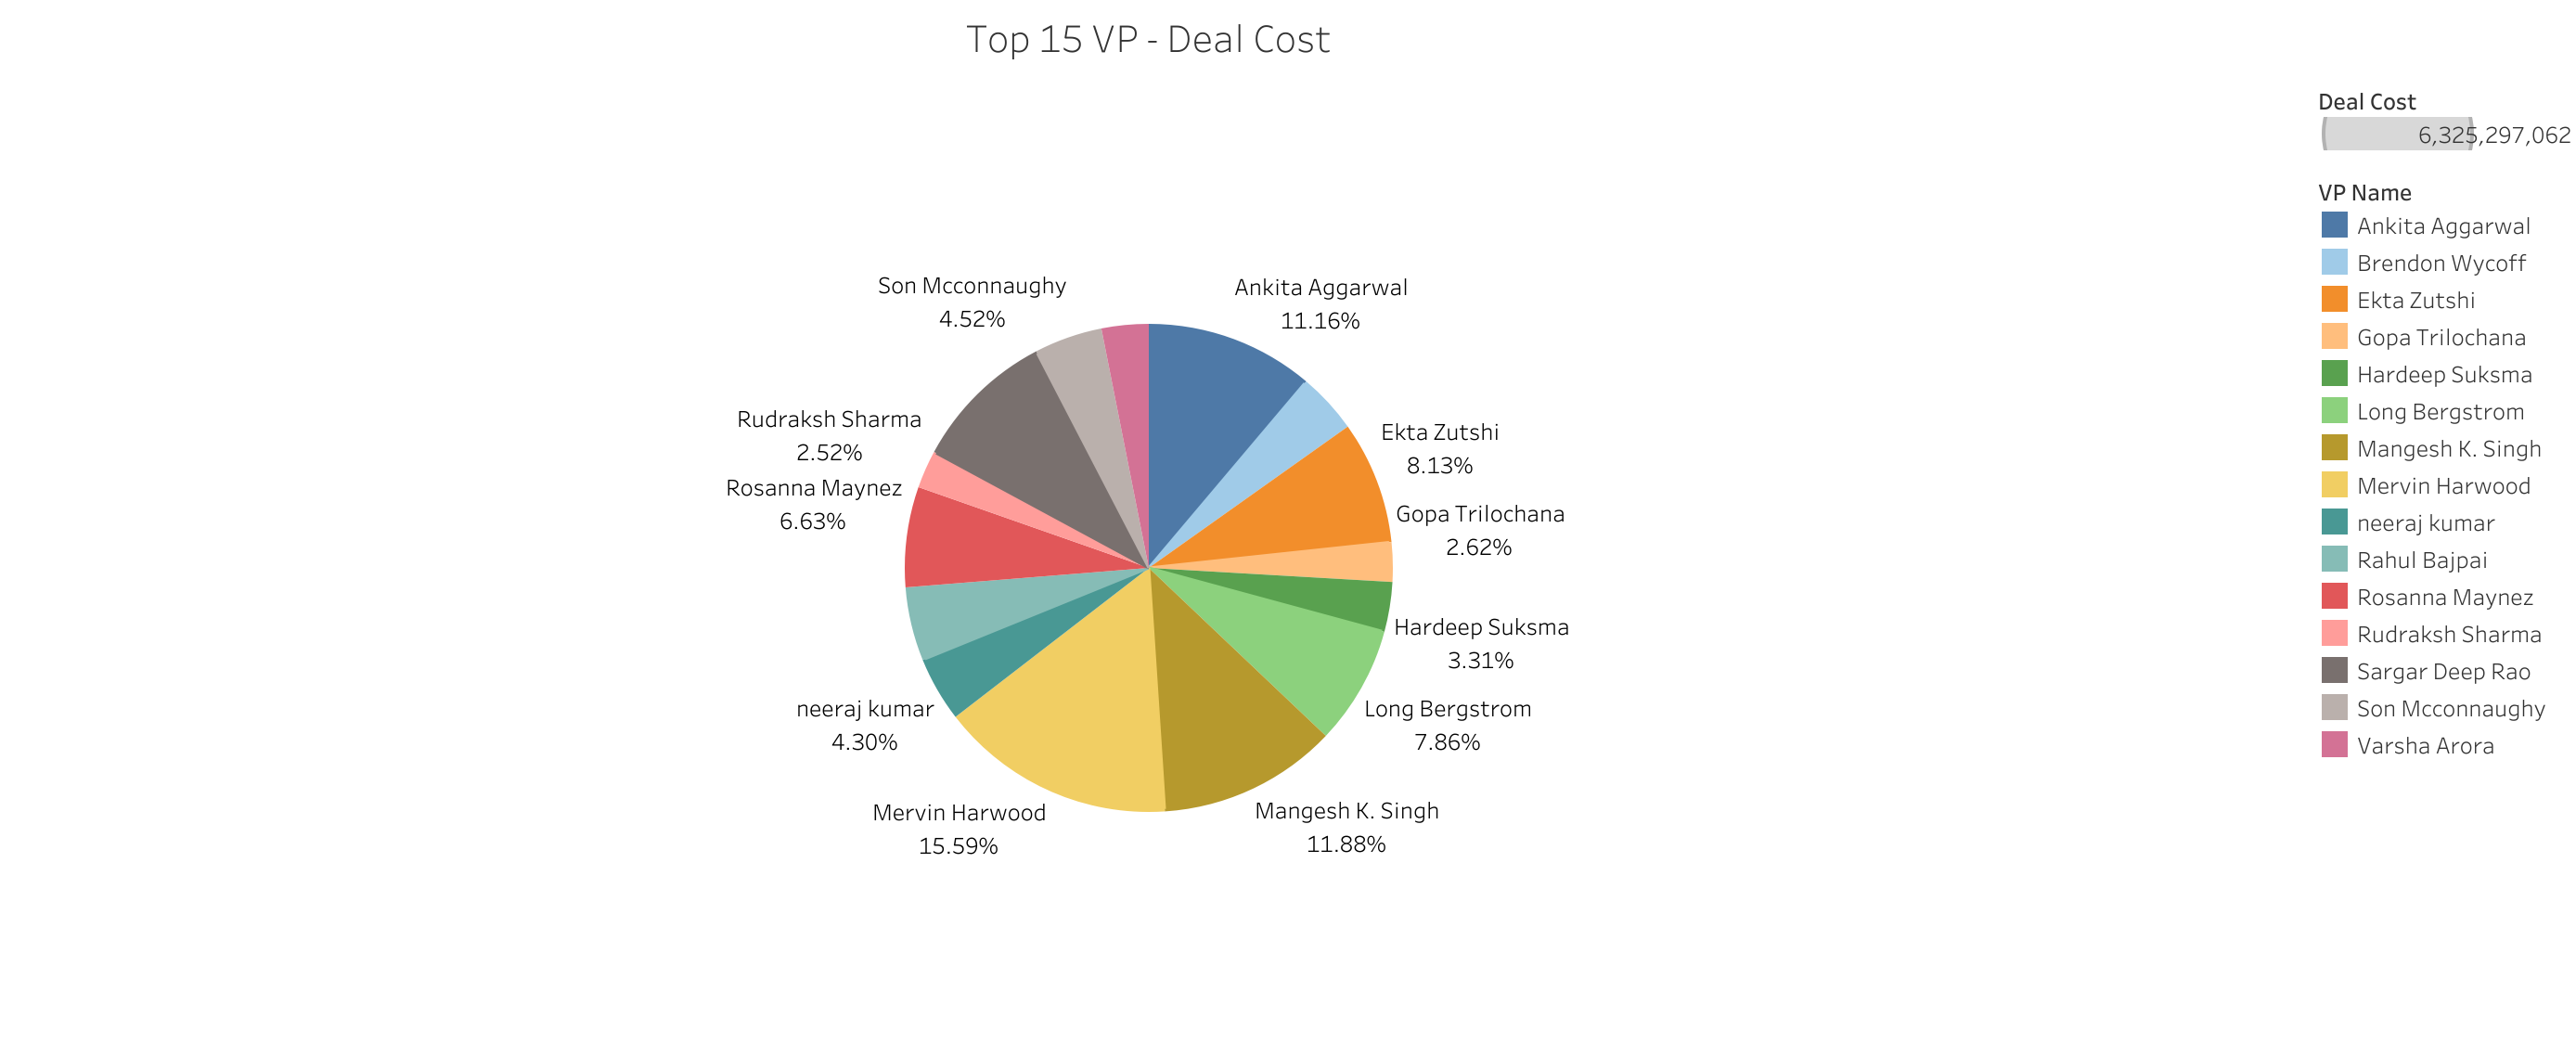 Top 15 VP - Deal Cost
Son Mcconnaughy
4.52%
Ankita Aggarwal
11.16%
Rudraksh Sharma
2.52%
Ekta Zutshi
8.13%
Rosanna Maynez
6.63%
Gopa Trilochana
2.62%
Hardeep Suksma
3.31%
neeraj kumar
4.30%
Long Bergstrom
7.86%
Mervin Harwood
15.59%
Mangesh K. Singh
11.88%
Deal Cost
6,325,297,062
VP Name
Ankita Aggarwal
Brendon Wycoff
Ekta Zutshi
Gopa Trilochana
Hardeep Suksma
Long Bergstrom
Mangesh K. Singh
Mervin Harwood
neeraj kumar
Rahul Bajpai
Rosanna Maynez
Rudraksh Sharma
Sargar Deep Rao
Son Mcconnaughy
Varsha Arora